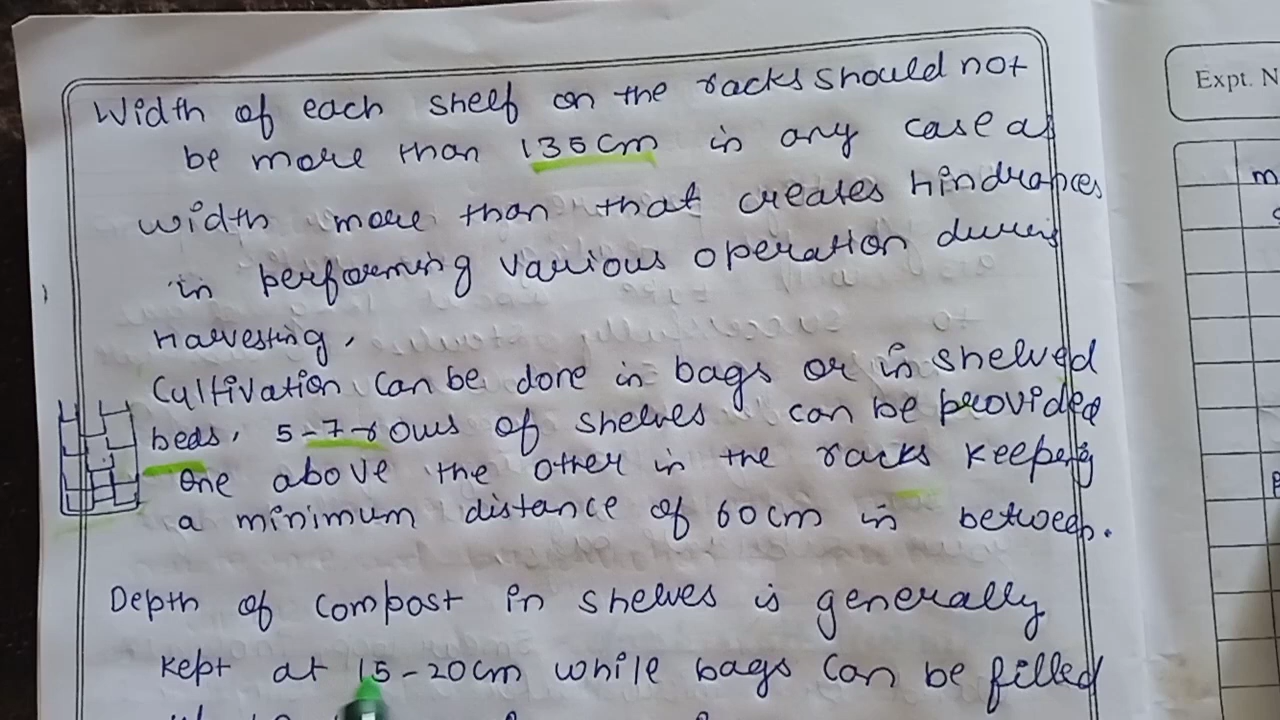 Width of each shelf on the racks should not
be more than 135cm in any case as
width more than that creates hindrances
in performing various operation during
harvesting.
Cultivation can be done in bags or in shelved
beds, 5-7 rows of shelves can be provided
one above the other in the racks keeping
a minimum distance of 60cm in between.
Depth of compost in shelves is generally
kept at 15-20cm while bags can be filled
Expt. N
m